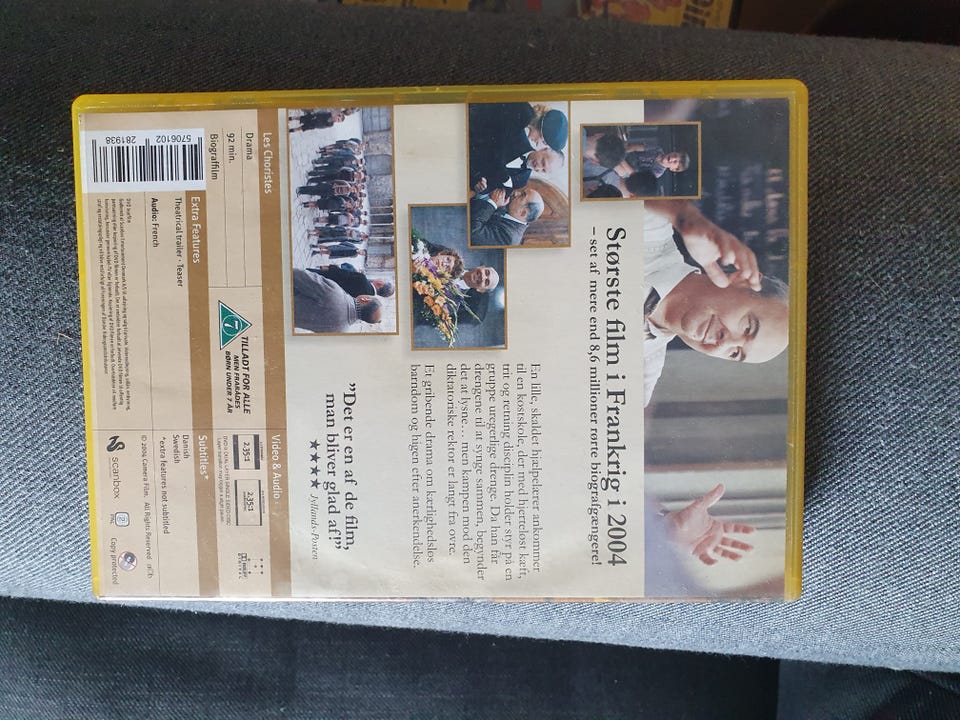 Største film i Frankrig i 2004
– set af mere end 8,6 millioner rørte biografgængere!
En lille, skaldet hjælpelærer ankommer
til en kostskole, der med hjerteløst kæft,
trit og retning disciplin holder styr på en
gruppe uregerlige drenge. Da han får
drengene til at synge sammen, begynder
det at lysne... men kampen mod den
diktatoriske rektor er langt fra ovre.
Et gribende drama om kærlighedsløs
barndom og higen efter anerkendelse.
”Det er en af de film,
man bliver glad af!”,
★★★★ Jyllands-Posten
Les Choristes
Drama
92 min.
Biograffilm
7
TILLADT FOR ALLE
MEN FRARÅDES
BØRN UNDER 7 ÅR
Video & Audio
2.35:1
2.35:1
Extra Features
Theatrical trailer · Teaser
Audio: French
Subtitles*
Danish
Swedish
*extra features not subtitled
5706102
281938
scanbox
© 2004 Camera Film. All Rights Reserved
2
PAL
Copy protected